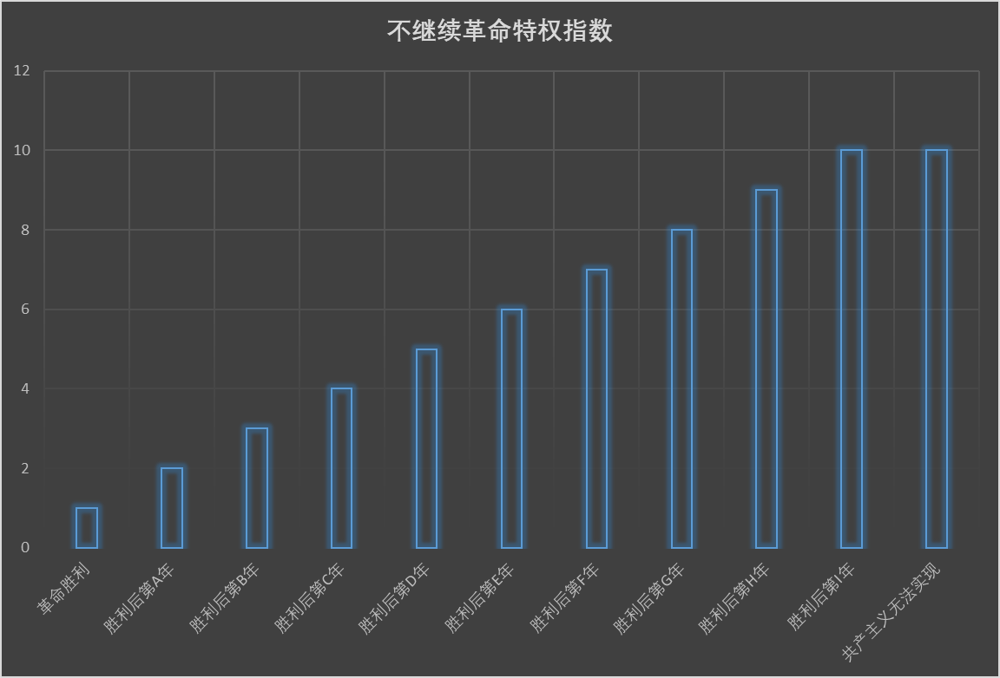 不继续革命特权指数
12
10
8
6
4
2
0
革命胜利
胜利后第A年
胜利后第B年
胜利后第C年
胜利后第D年
胜利后第E年
胜利后第F年
胜利后第G年
胜利后第H年
胜利后第I年
共产主义无法实现